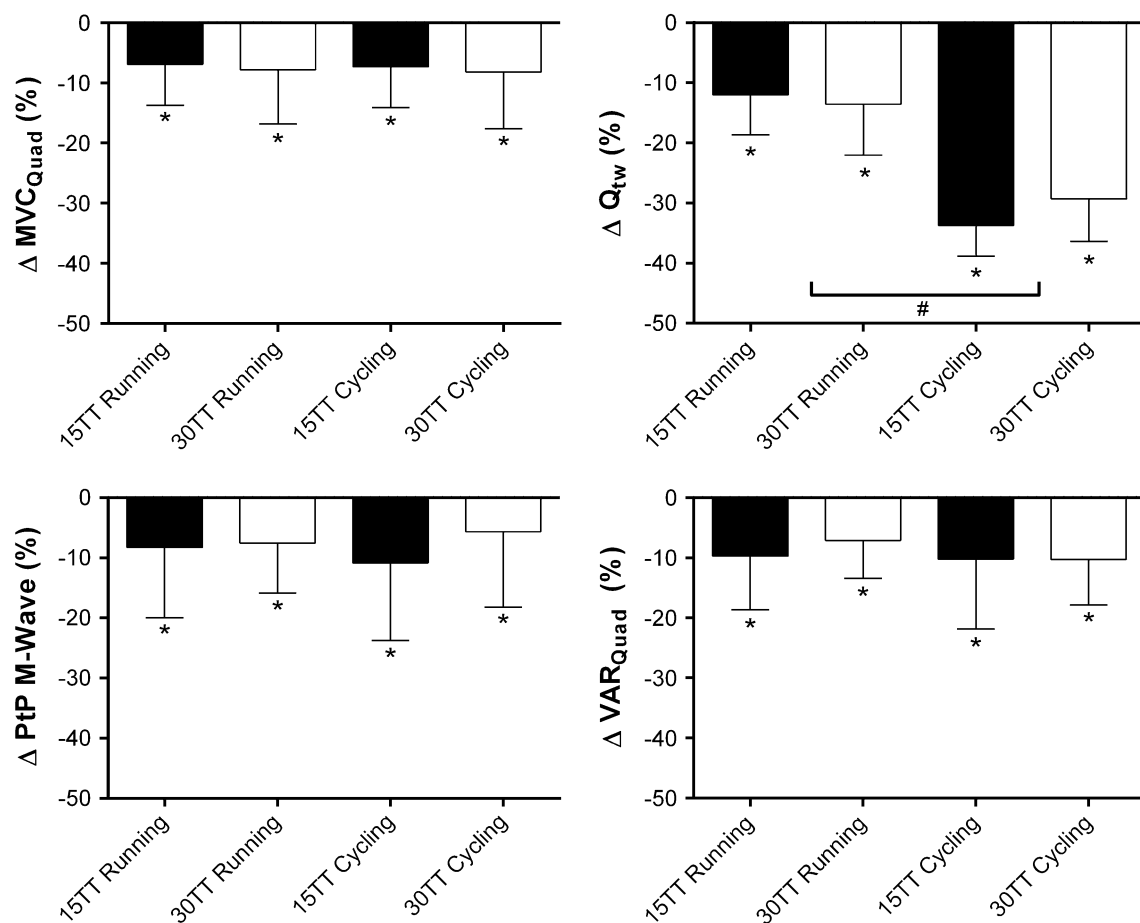 Δ MVCQuad (%)
0
-10
-20
-30
-40
-50
* * * *
15TT Running
30TT Running
15TT Cycling
30TT Cycling
Δ Qtw (%)
0
-10
-20
-30
-40
-50
* * * *
#
15TT Running
30TT Running
15TT Cycling
30TT Cycling
Δ PtP M-Wave (%)
0
-10
-20
-30
-40
-50
* * * *
15TT Running
30TT Running
15TT Cycling
30TT Cycling
Δ VARQuad (%)
0
-10
-20
-30
-40
-50
* * * *
15TT Running
30TT Running
15TT Cycling
30TT Cycling